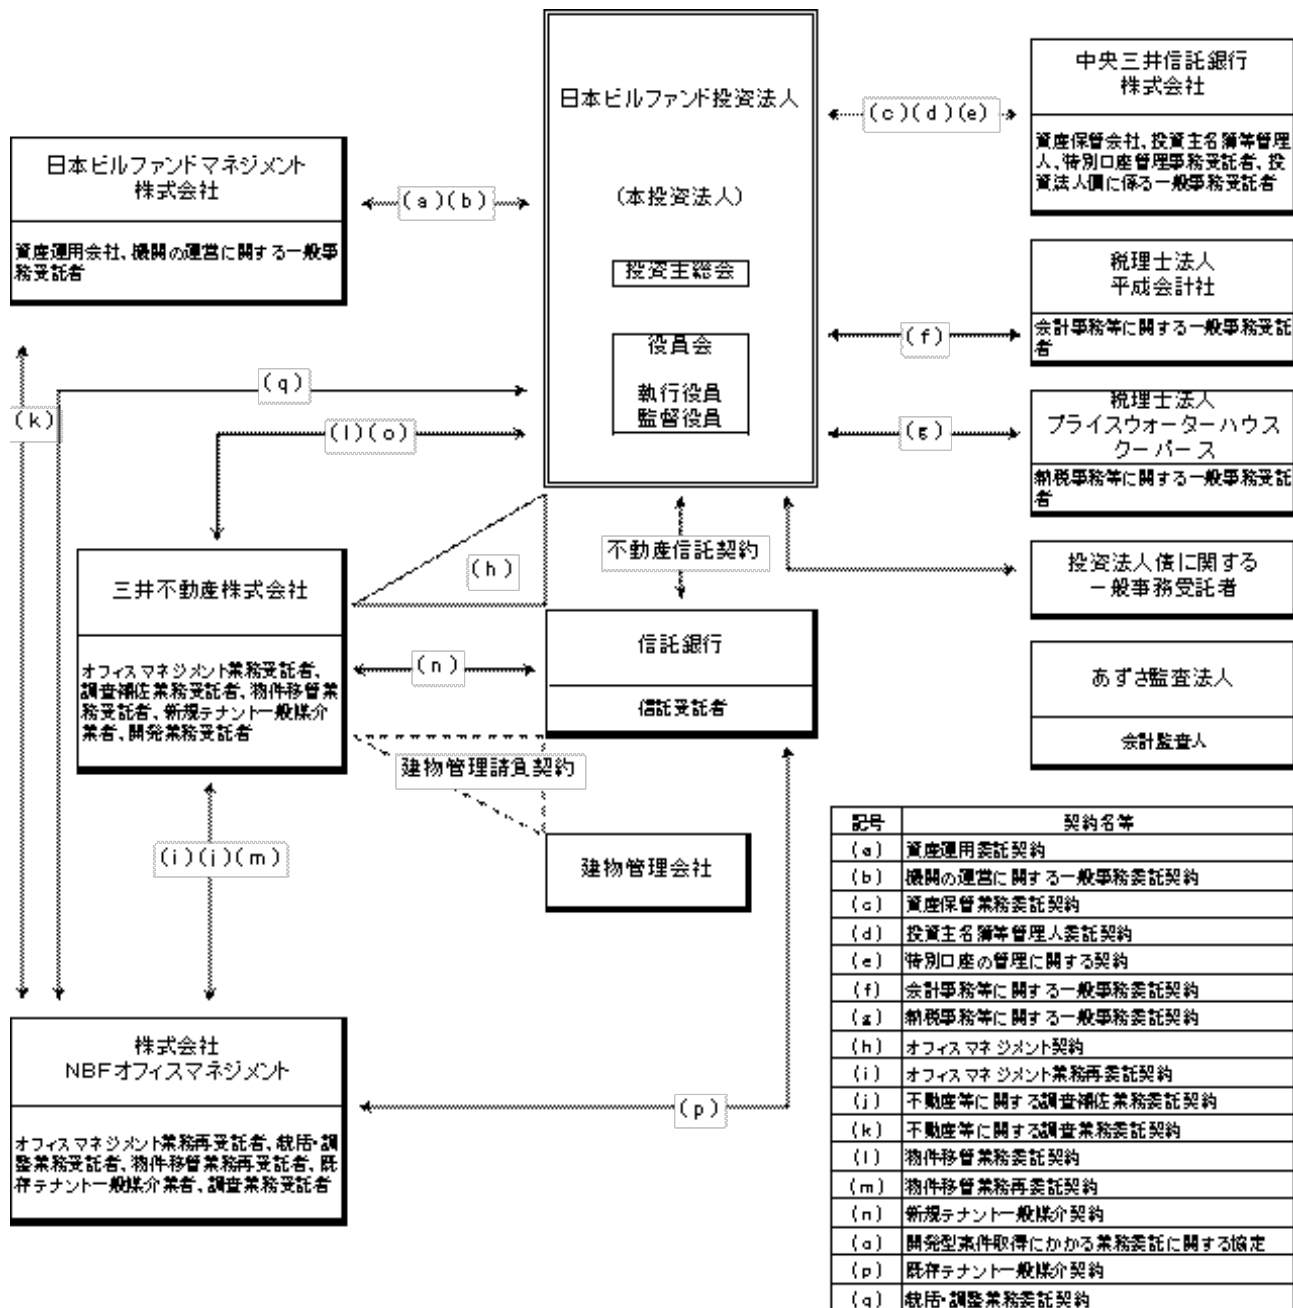 日本ビルファンド投資法人
(本投資法人)
投資主総会
役員会
執行役員
監督役員
中央三井信託銀行
株式会社
資産保管会社、投資主名簿等管理
人、特別口座管理事務受託者、投
資法人債に係る一般事務受託者
(c)(d)(e)
日本ビルファンドマネジメント
株式会社
資産運用会社、機関の運営に関する一般事
務受託者
(a)(b)
税理士法人
平成会計社
会計事務等に関する一般事務受託
者
(f)
税理士法人
プライスウォーターハウス
クーパース
納税事務等に関する一般事務受託
者
(g)
(k)
(q)
(l)(o)
投資法人債に関する
一般事務受託者
不動産信託契約
(h)
三井不動産株式会社
オフィスマネジメント業務受託者、
調査補佐業務受託者、物件移管業
務受託者、新規テナント一般媒介
業者、開発業務受託者
(n)
信託銀行
信託受託者
あずさ監査法人
会計監査人
建物管理請負契約
建物管理会社
(i)(j)(m)
株式会社
NBFオフィスマネジメント
オフィスマネジメント業務再受託者、統括・調
整業務受託者、物件移管業務再受託者、既
存テナント一般媒介業者、調査業務受託者
(p)
記号 契約名等
(a) 資産運用委託契約
(b) 機関の運営に関する一般事務委託契約
(c) 資産保管業務委託契約
(d) 投資主名簿等管理人委託契約
(e) 特別口座の管理に関する契約
(f) 会計事務等に関する一般事務委託契約
(g) 納税事務等に関する一般事務委託契約
(h) オフィスマネジメント契約
(i) オフィスマネジメント業務再委託契約
(j) 不動産等に関する調査補佐業務委託契約
(k) 不動産等に関する調査業務委託契約
(l) 物件移管業務委託契約
(m) 物件移管業務再委託契約
(n) 新規テナント一般媒介契約
(o) 開発型案件取得にかかる業務委託に関する協定
(p) 既存テナント一般媒介契約
(q) 統括・調整業務委託契約